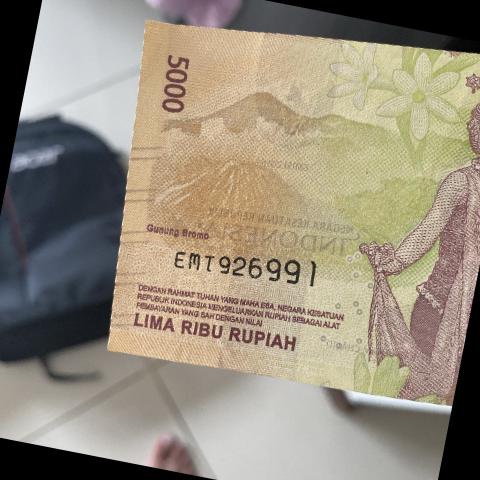 5000
Gunung Bromo
EMT926991
DENGAN RAHMAT TUHAN YANG MAHA ESA, NEGARA KESATUAN
REPUBLIK INDONESIA MENGELUARKAN RUPIAH SEBAGAI ALAT
PEMBAYARAN YANG SAH DENGAN NILAI
LIMA RIBU RUPIAH